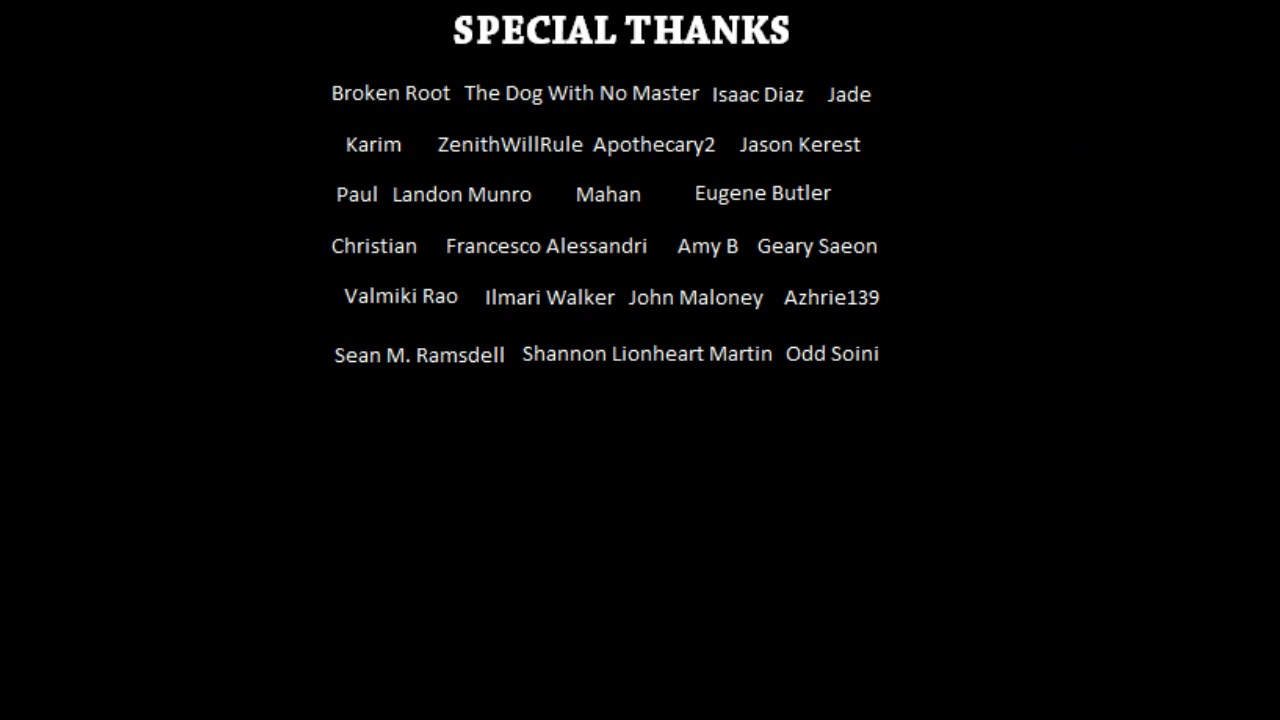 SPECIAL THANKS
Broken Root The Dog With No Master Isaac Diaz Jade
Karim ZenithWillRule Apothecary2 Jason Kerest
Paul Landon Munro Mahan Eugene Butler
Christian Francesco Alessandri Amy B Geary Saeon
Valmiki Rao Ilmari Walker John Maloney Azhrie139
Sean M. Ramsdell Shannon Lionheart Martin Odd Soini